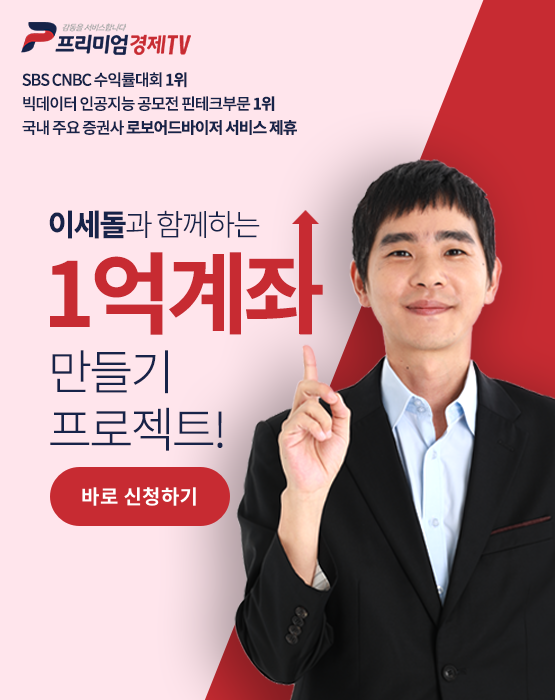 감동을 서비스합니다
프리미엄경제TV
SBS CNBC 수익률대회 1위
빅데이터 인공지능 공모전 핀테크부문 1위
국내 주요 증권사 로보어드바이저 서비스 제휴
이세돌과 함께하는
1억계좌
만들기
프로젝트!
바로 신청하기